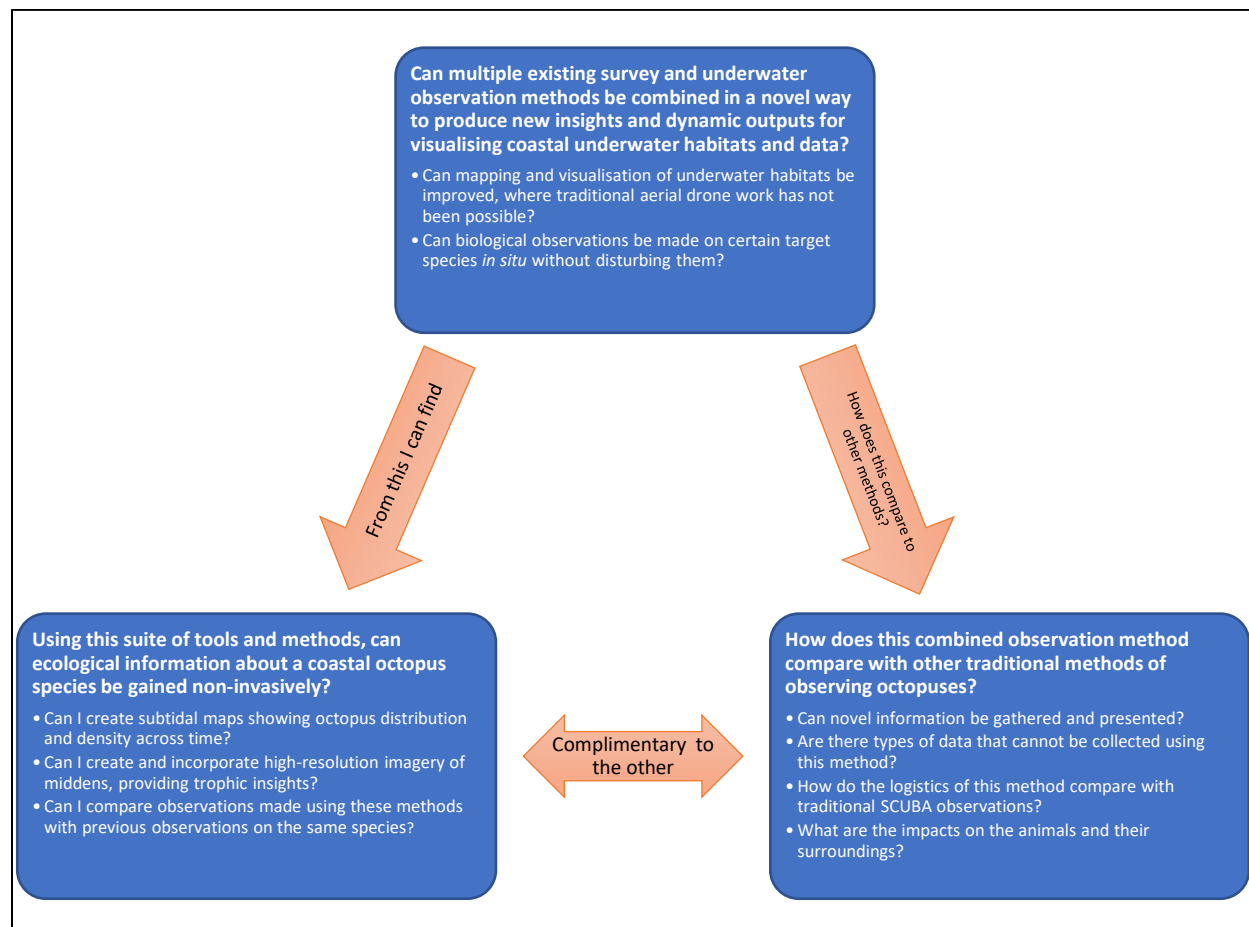 Can multiple existing survey and underwater
observation methods be combined in a novel way
to produce new insights and dynamic outputs for
visualising coastal underwater habitats and data?
• Can mapping and visualisation of underwater habitats be
improved, where traditional aerial drone work has not
been possible?
• Can biological observations be made on certain target
species in situ without disturbing them?
From this I can find
How does this compare to
other methods?
Using this suite of tools and methods, can
ecological information about a coastal octopus
species be gained non-invasively?
• Can I create subtidal maps showing octopus distribution
and density across time?
• Can I create and incorporate high-resolution imagery of
middens, providing trophic insights?
• Can I compare observations made using these methods
with previous observations on the same species?
Complimentary to
the other
How does this combined observation method
compare with other traditional methods of
observing octopuses?
• Can novel information be gathered and presented?
• Are there types of data that cannot be collected using
this method?
• How do the logistics of this method compare with
traditional SCUBA observations?
• What are the impacts on the animals and their
surroundings?